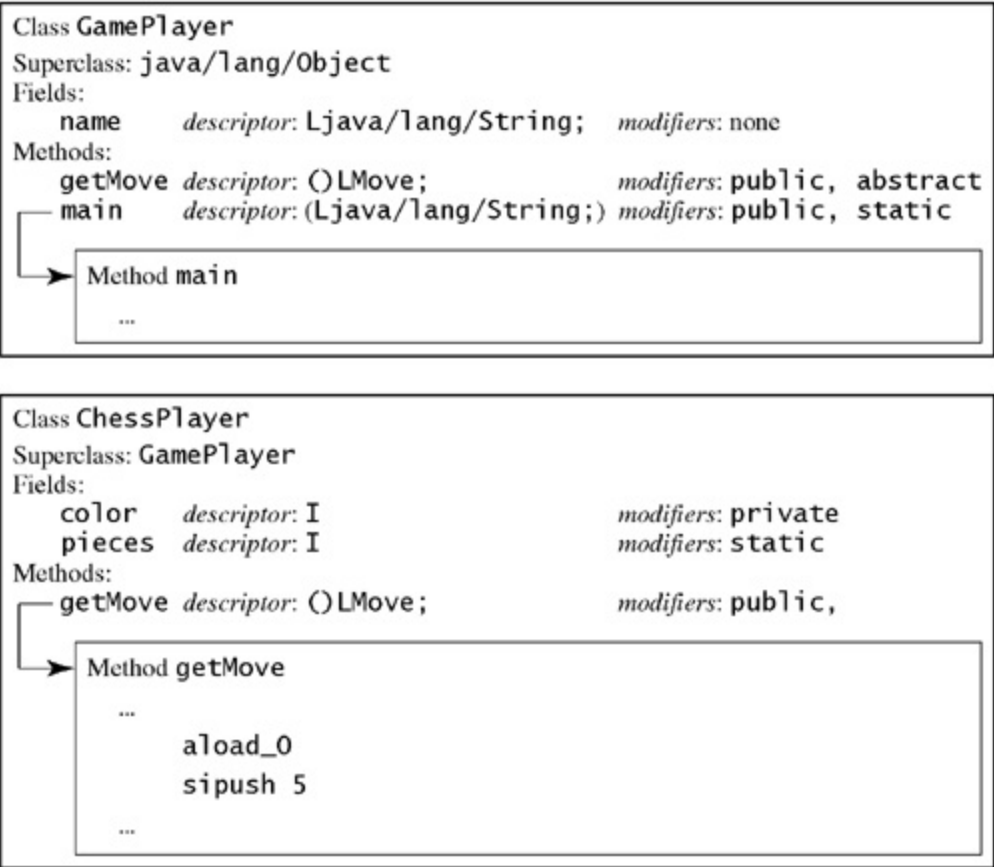 Class GamePlayer
Superclass: java/lang/Object
Fields:
name descriptor: Ljava/lang/String; modifiers: none
Methods:
getMove descriptor: ()LMove; modifiers: public, abstract
main descriptor: (Ljava/lang/String;) modifiers: public, static
Method main
...
Class ChessPlayer
Superclass: GamePlayer
Fields:
color descriptor: I modifiers: private
pieces descriptor: I modifiers: static
Methods:
getMove descriptor: ()LMove; modifiers: public,
Method getMove
...
aload_0
sipush 5
...